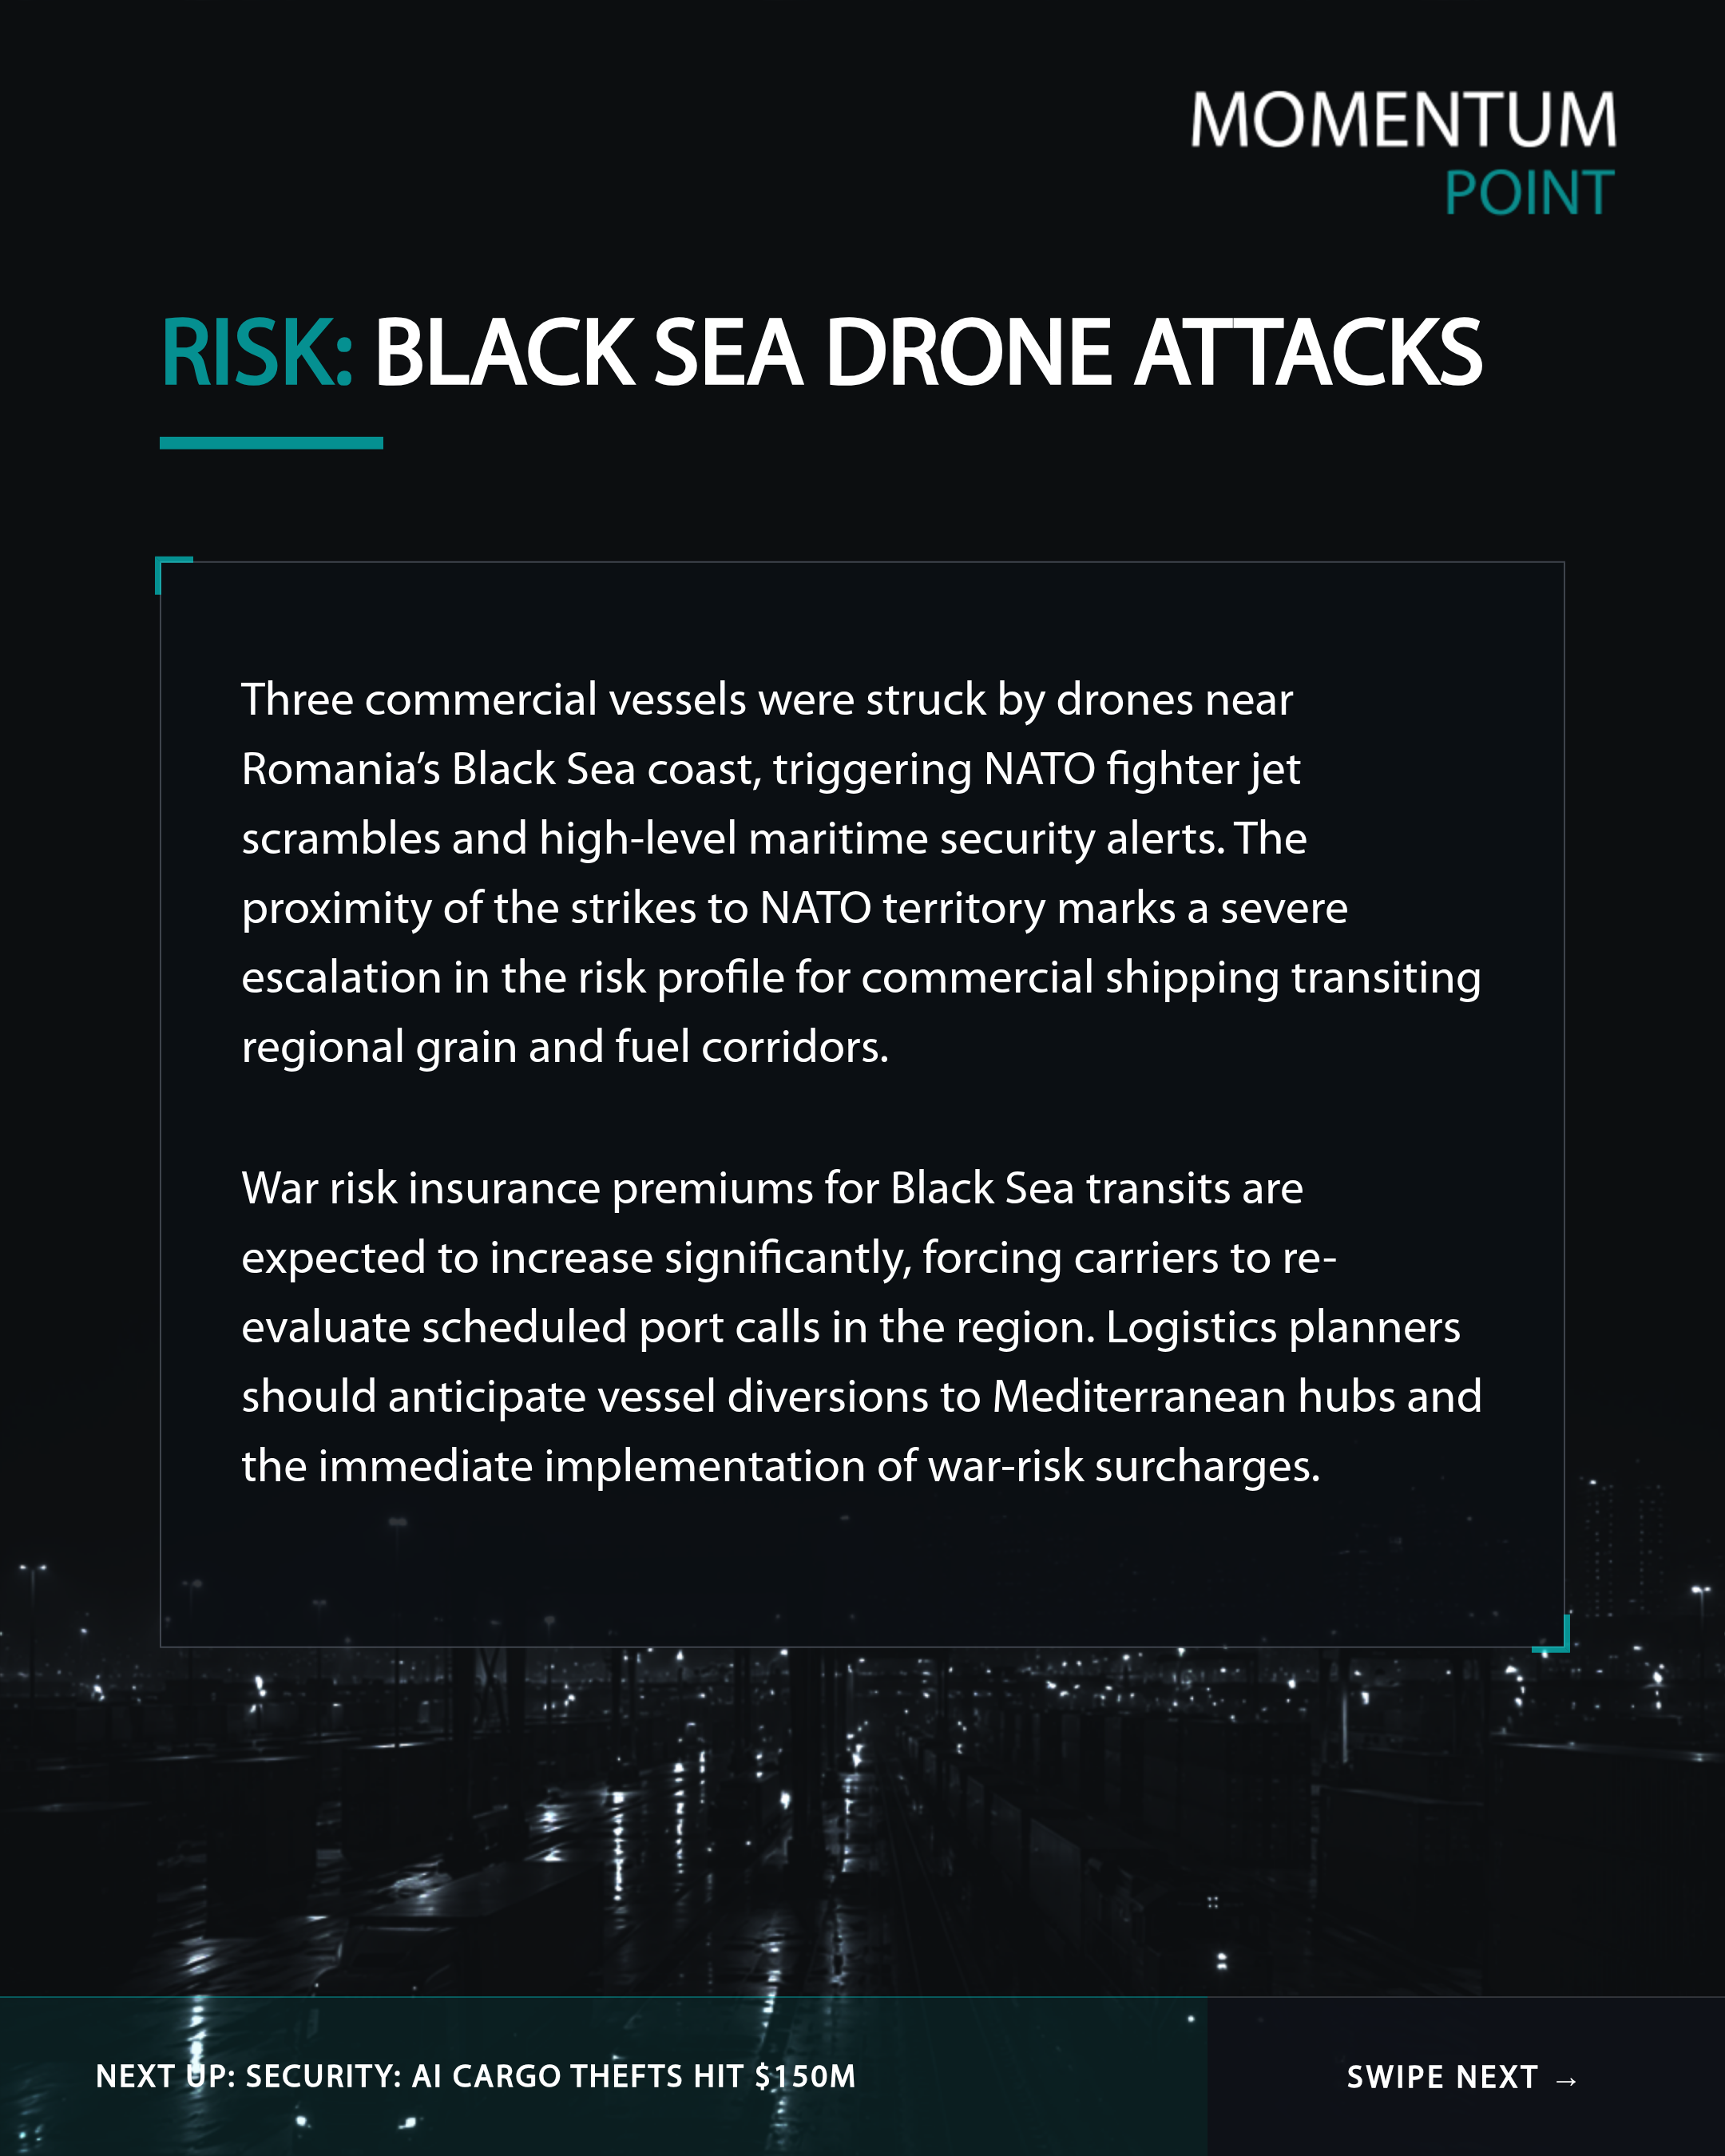 MOMENTUM
POINT
RISK: BLACK SEA DRONE ATTACKS
Three commercial vessels were struck by drones near
Romania’s Black Sea coast, triggering NATO fighter jet
scrambles and high-level maritime security alerts. The
proximity of the strikes to NATO territory marks a severe
escalation in the risk profile for commercial shipping transiting
regional grain and fuel corridors.
War risk insurance premiums for Black Sea transits are
expected to increase significantly, forcing carriers to re-
evaluate scheduled port calls in the region. Logistics planners
should anticipate vessel diversions to Mediterranean hubs and
the immediate implementation of war-risk surcharges.
NEXT UP: SECURITY: AI CARGO THEFTS HIT $150M
SWIPE NEXT →